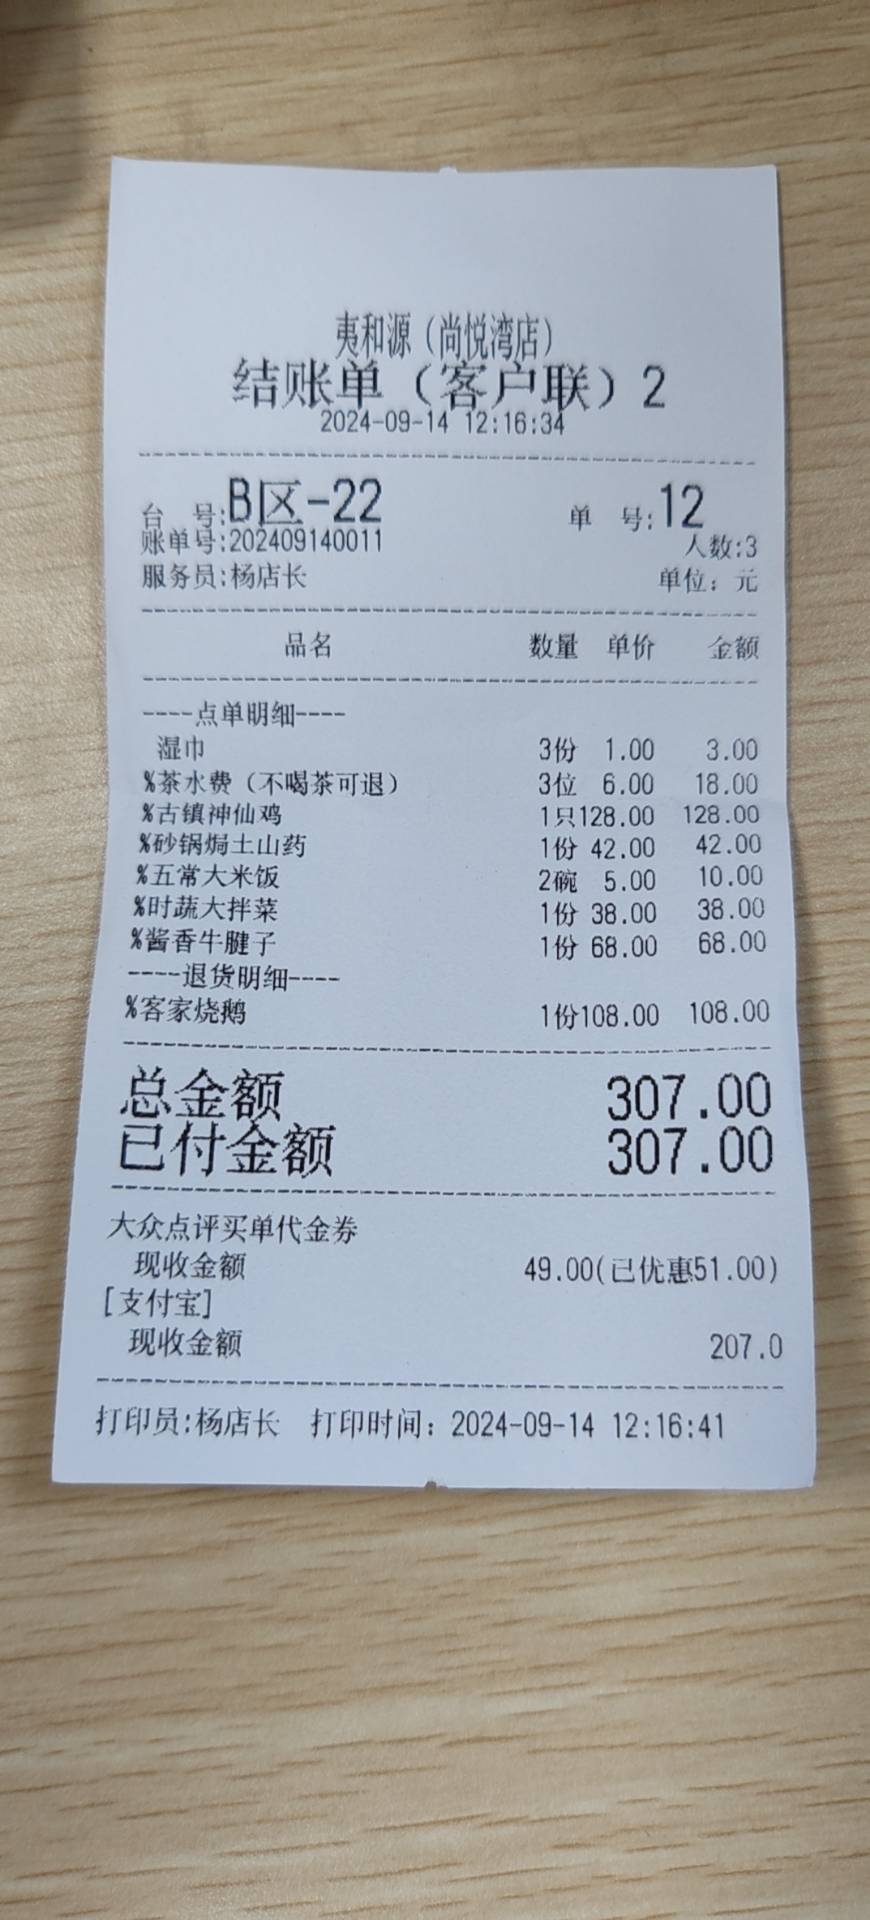 夷和源（尚悦湾店）
结账单（客户联）2
2024-09-14 12:16:34
台 号:B区-22 单 号:12
账单号:202409140011 人数:3
服务员:杨店长 单位：元
品名 数量 单价 金额
----点单明细----
湿巾 3份 1.00 3.00
%茶水费（不喝茶可退） 3位 6.00 18.00
%古镇神仙鸡 1只128.00 128.00
%砂锅焗土山药 1份 42.00 42.00
%五常大米饭 2碗 5.00 10.00
%时蔬大拌菜 1份 38.00 38.00
%酱香牛腱子 1份 68.00 68.00
----退货明细----
%客家烧鹅 1份108.00 108.00
总金额 307.00
已付金额 307.00
大众点评买单代金券
现收金额 49.00(已优惠51.00)
[支付宝]
现收金额 207.0
打印员:杨店长 打印时间：2024-09-14 12:16:41